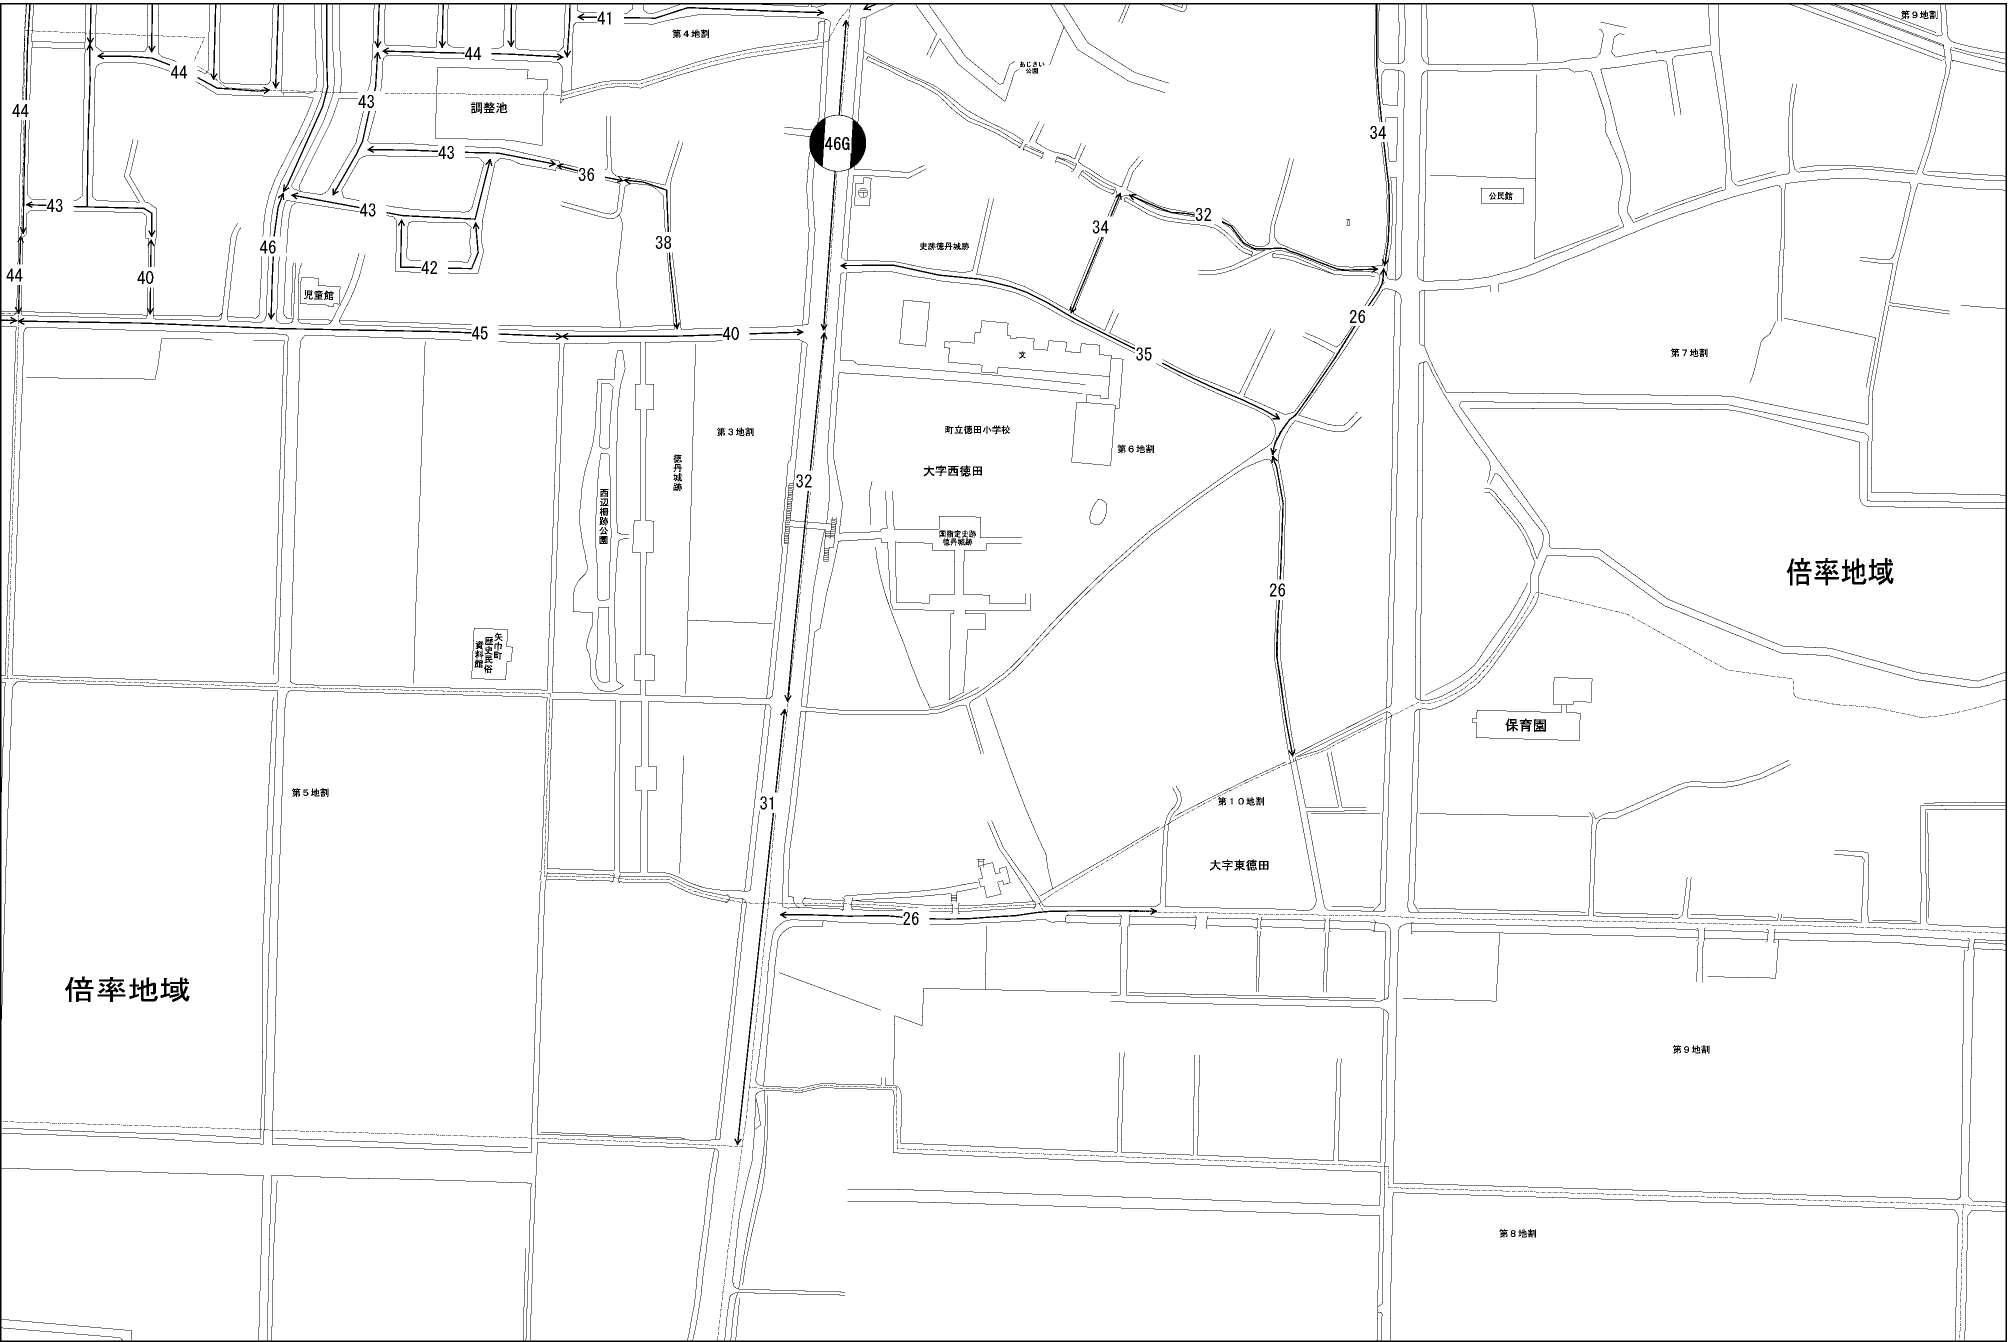 41
第９地割
第４地割
44
44
あじさい
公園
43
調整池
44
34
46G
43
36
公民館
43
43
32
34
38
史跡徳丹城跡
46
42
44
40
児童館
26
45
40
35
文
第７地割
町立徳田小学校
第３地割
徳丹城跡
第６地割
大字西徳田
32
西辺柵跡公園
国指定史跡
徳丹城跡
倍率地域
26
矢巾町
歴史民俗
資料館
保育園
第５地割
31
第１０地割
大字東徳田
26
倍率地域
第９地割
第８地割